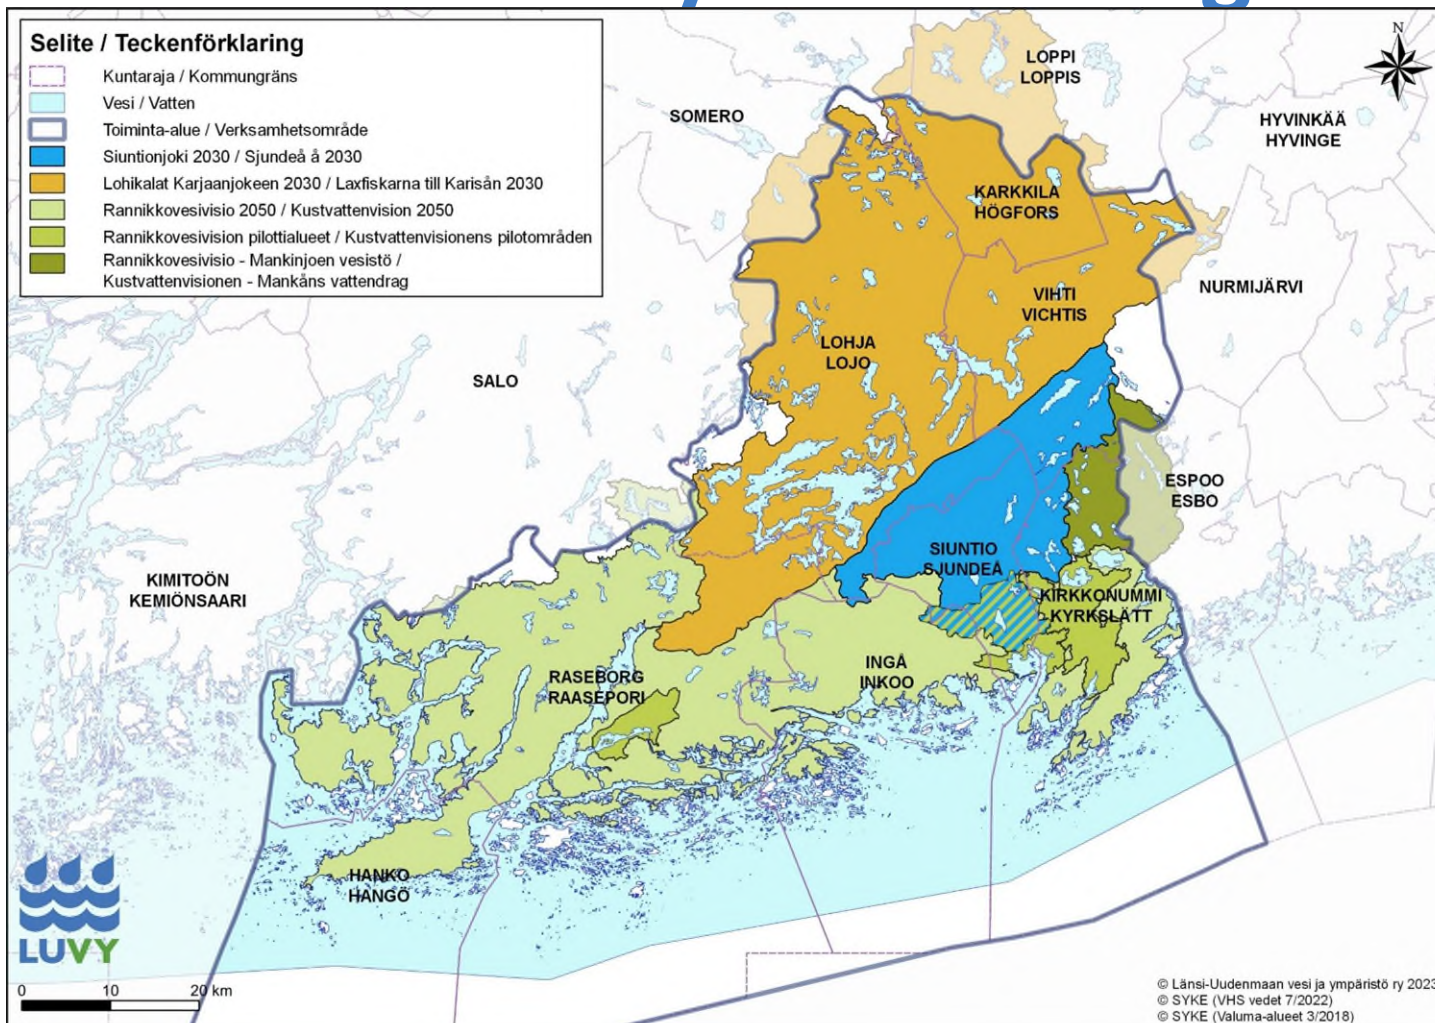 Selite / Teckenförklaring
Kuntaraja / Kommungräns
Vesi / Vatten
Toiminta-alue / Verksamhetsområde
Siuntionjoki 2030 / Sjundeå å 2030
Lohikalat Karjaanjokeen 2030 / Laxfiskarna till Karisån 2030
Rannikkovesivisio 2050 / Kustvattenvision 2050
Rannikkovesivision pilottialueet / Kustvattenvisionens pilotområden
Rannikkovesivisio - Mankinjoen vesistö /
Kustvattenvisionen - Mankåns vattendrag
N
LOPPI
LOPPIS
SOMERO
HYVINKÄÄ
HYVINGE
KARKKILA
HÖGFORS
NURMIJÄRVI
VIHTI
VICHTIS
LOHJA
LOJO
SALO
ESPOO
ESBO
SIUNTIO
SJUNDEÅ
KIMITOÖN
KEMIÖNSAARI
KIRKKONUMMI
KYRKSLÄTT
INGÅ
INKOO
RASEBORG
RAASEPORI
HANKO
HANGÖ
LUVY
0 10 20 km
© Länsi-Uudenmaan vesi ja ympäristö ry 2023
© SYKE (VHS vedet 7/2022)
© SYKE (Valuma-alueet 3/2018)